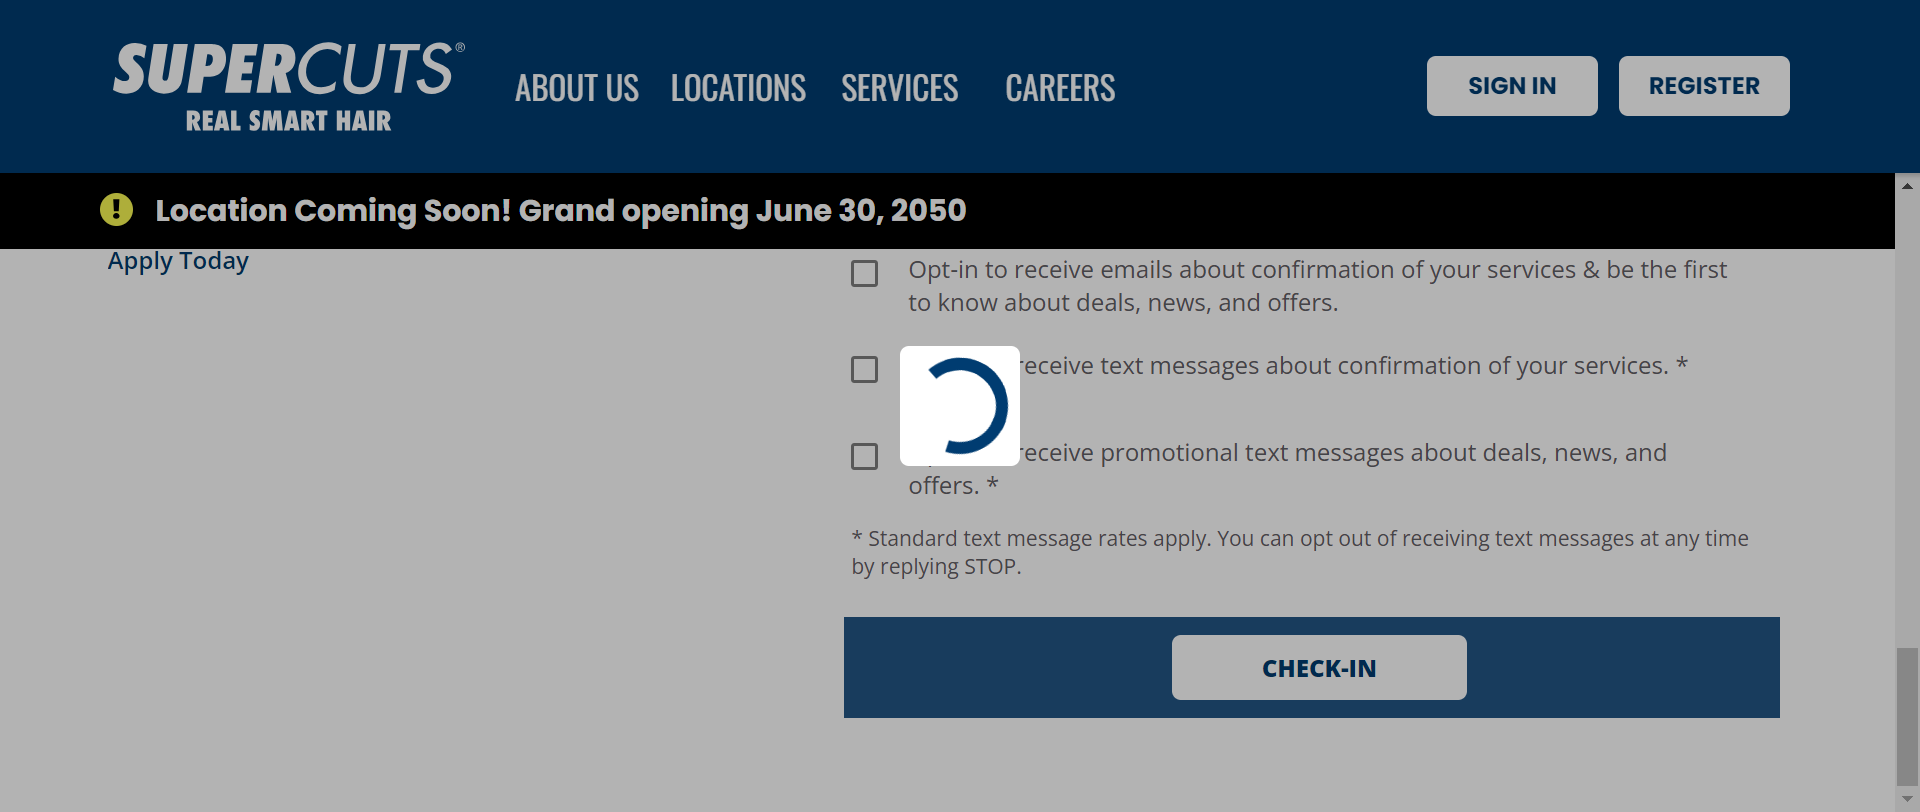 SUPERCUTS®
REAL SMART HAIR
ABOUT US
LOCATIONS
SERVICES
CAREERS
SIGN IN
REGISTER
Location Coming Soon! Grand opening June 30, 2050
Apply Today
Opt-in to receive emails about confirmation of your services & be the first
to know about deals, news, and offers.
receive text messages about confirmation of your services. *
receive promotional text messages about deals, news, and
offers. *
* Standard text message rates apply. You can opt out of receiving text messages at any time
by replying STOP.
CHECK-IN